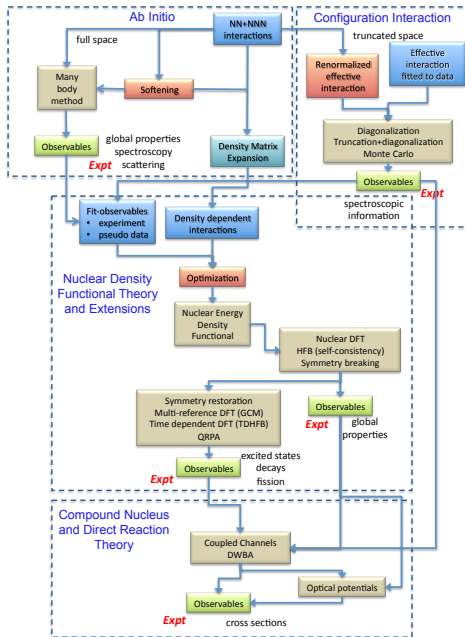 Ab Initio
full space
NN+NNN
interactions
Many
body
method
Softening
Observables
Expt
global properties
spectroscopy
scattering
Density Matrix
Expansion
Configuration Interaction
truncated space
Renormalized
effective
interaction
Effective
interaction
fitted to data
Diagonalization
Truncation+diagonalization
Monte Carlo
Observables
Expt
spectroscopic
information
Fit-observables
• experiment
• pseudo data
Density dependent
interactions
Nuclear Density
Functional Theory
and Extensions
Optimization
Nuclear Energy
Density
Functional
Nuclear DFT
HFB (self-consistency)
Symmetry breaking
Symmetry restoration
Multi-reference DFT (GCM)
Time dependent DFT (TDHFB)
QRPA
Observables
Expt
global
properties
Observables
Expt
excited states
decays
fission
Compound Nucleus
and Direct Reaction
Theory
Coupled Channels
DWBA
Optical potentials
Observables
Expt
cross sections